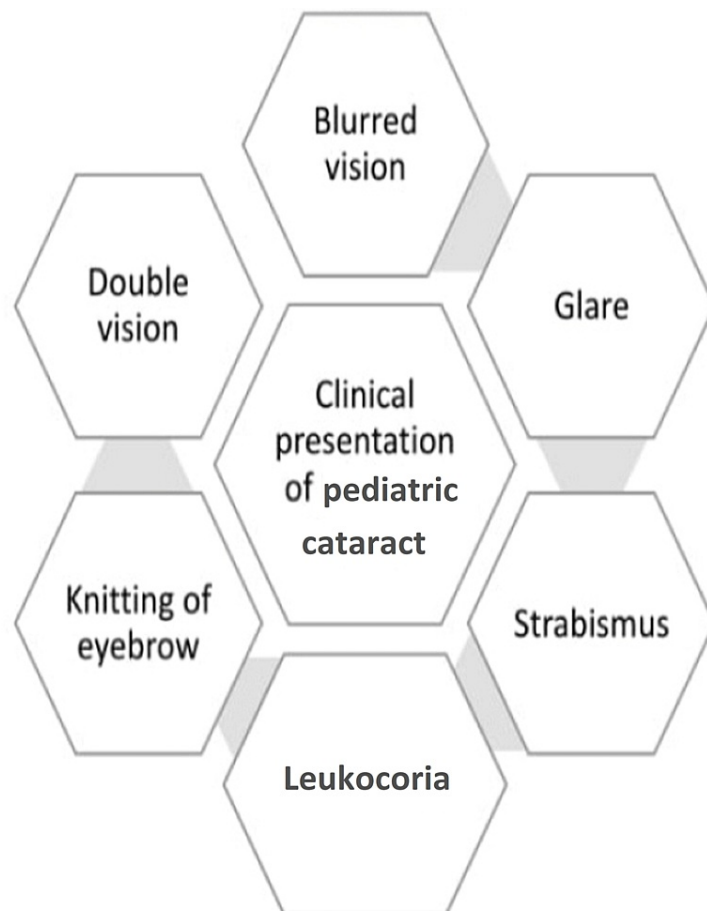 Blurred
vision
Double
vision
Glare
Clinical
presentation
of pediatric
cataract
Knitting of
eyebrow
Strabismus
Leukocoria